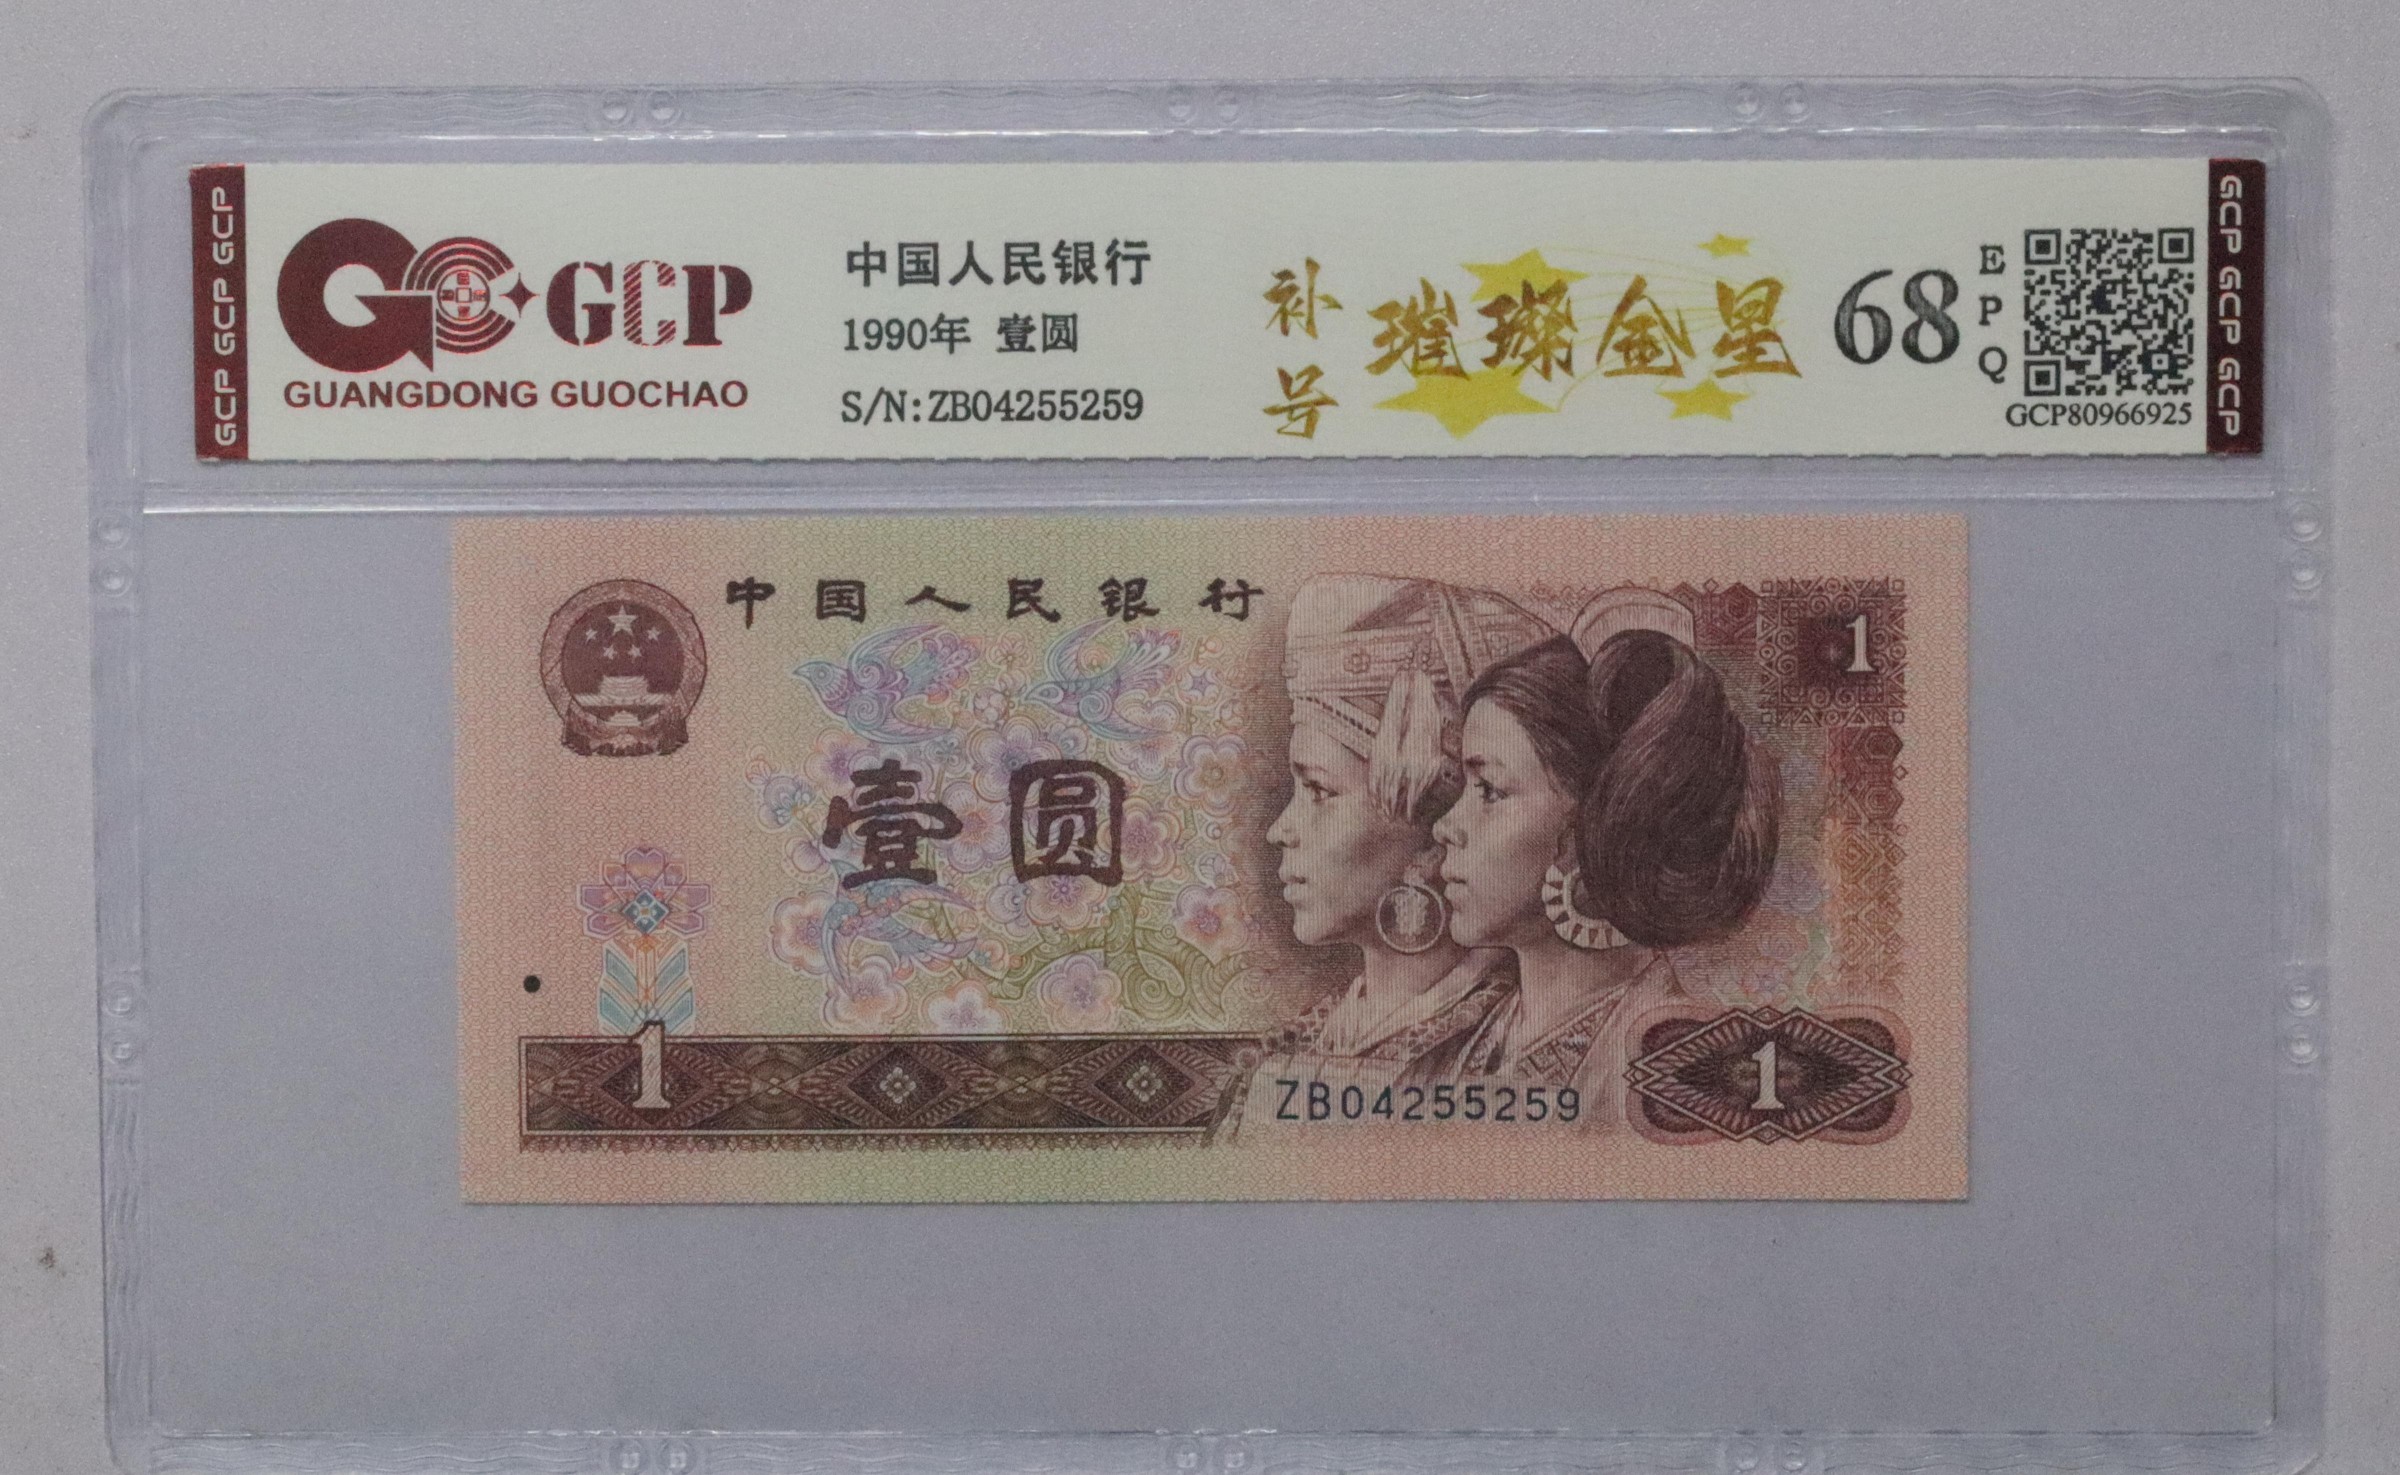 GCP GCP GCP
GCP
GUANGDONG GUOCHAO
中国人民银行
1990年 壹圆
S/N:ZB04255259
补号
璀璨金星
68
EPQ
GCP80966925
GCP GCP GCP
中国人民银行
1
壹圆
1
ZB04255259
1